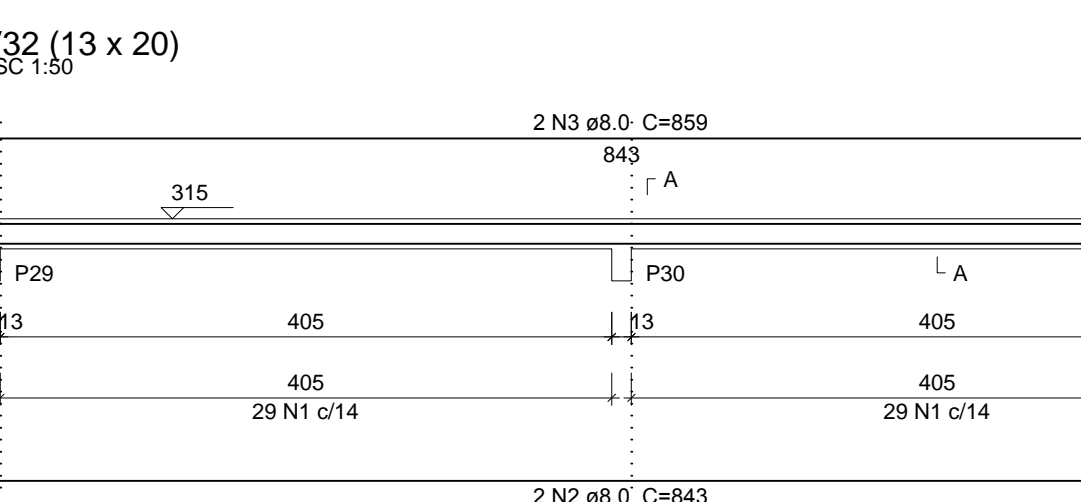 /32 (13 x 20)
SC 1:50
2 N3 ø8.0 C=859
843
A
315
P29
P30
A
13
405
13
405
405
405
29 N1 c/14
29 N1 c/14
2 N2 ø8.0 C=843